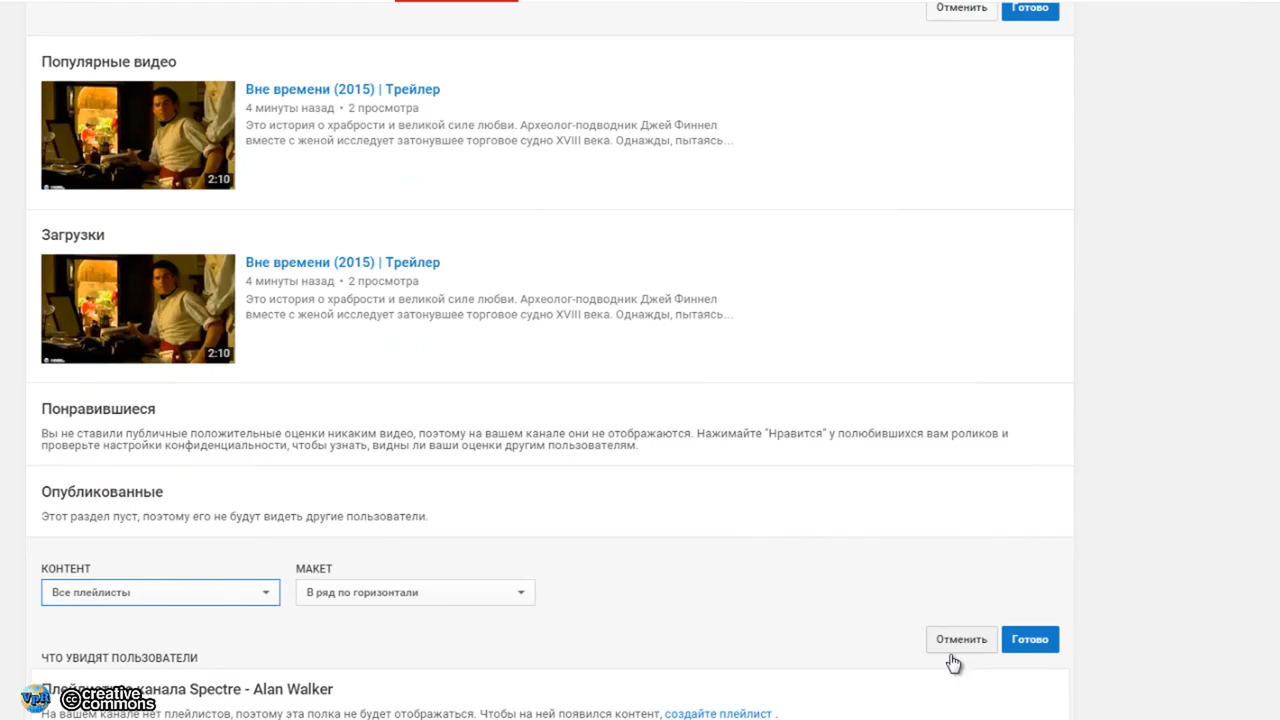 Отменить Готово
Популярные видео
Вне времени (2015) | Трейлер
4 минуты назад • 2 просмотра
Это история о храбрости и великой силе любви. Археолог-подводник Джей Финнел
вместе с женой исследует затонувшее торговое судно XVIII века. Однажды, пытаясь...
2:10
Загрузки
Вне времени (2015) | Трейлер
4 минуты назад • 2 просмотра
Это история о храбрости и великой силе любви. Археолог-подводник Джей Финнел
вместе с женой исследует затонувшее торговое судно XVIII века. Однажды, пытаясь...
2:10
Понравившиеся
Вы не ставили публичные положительные оценки никаким видео, поэтому на вашем канале они не отображаются. Нажимайте "Нравится" у полюбившихся вам роликов и
проверьте настройки конфиденциальности, чтобы узнать, видны ли ваши оценки другим пользователям.
Опубликованные
Этот раздел пуст, поэтому его не будут видеть другие пользователи.
КОНТЕНТ МАКЕТ
Все плейлисты В ряд по горизонтали
Отменить Готово
ЧТО УВИДЯТ ПОЛЬЗОВАТЕЛИ
канала Spectre - Alan Walker
На вашем канале нет плейлистов, поэтому эта полка не будет отображаться. Чтобы на ней появился контент, создайте плейлист .
VpR creative commons